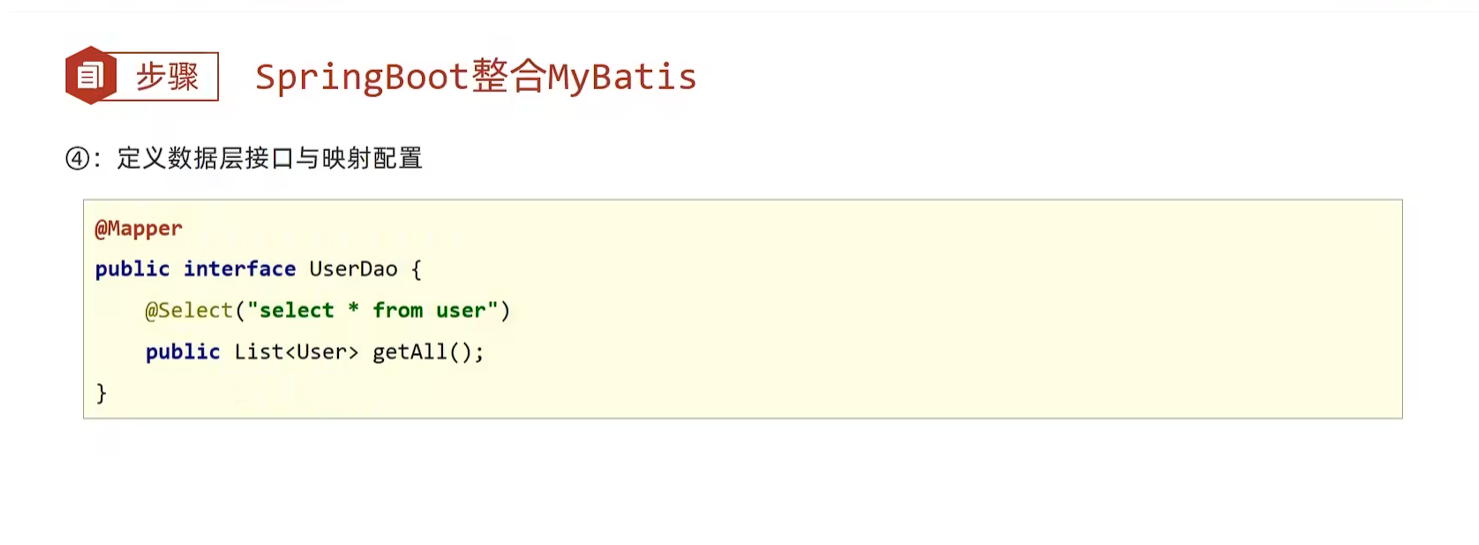 步骤 SpringBoot整合MyBatis
④：定义数据层接口与映射配置
@Mapper
public interface UserDao {
    @Select("select * from user")
    public List<User> getAll();
}